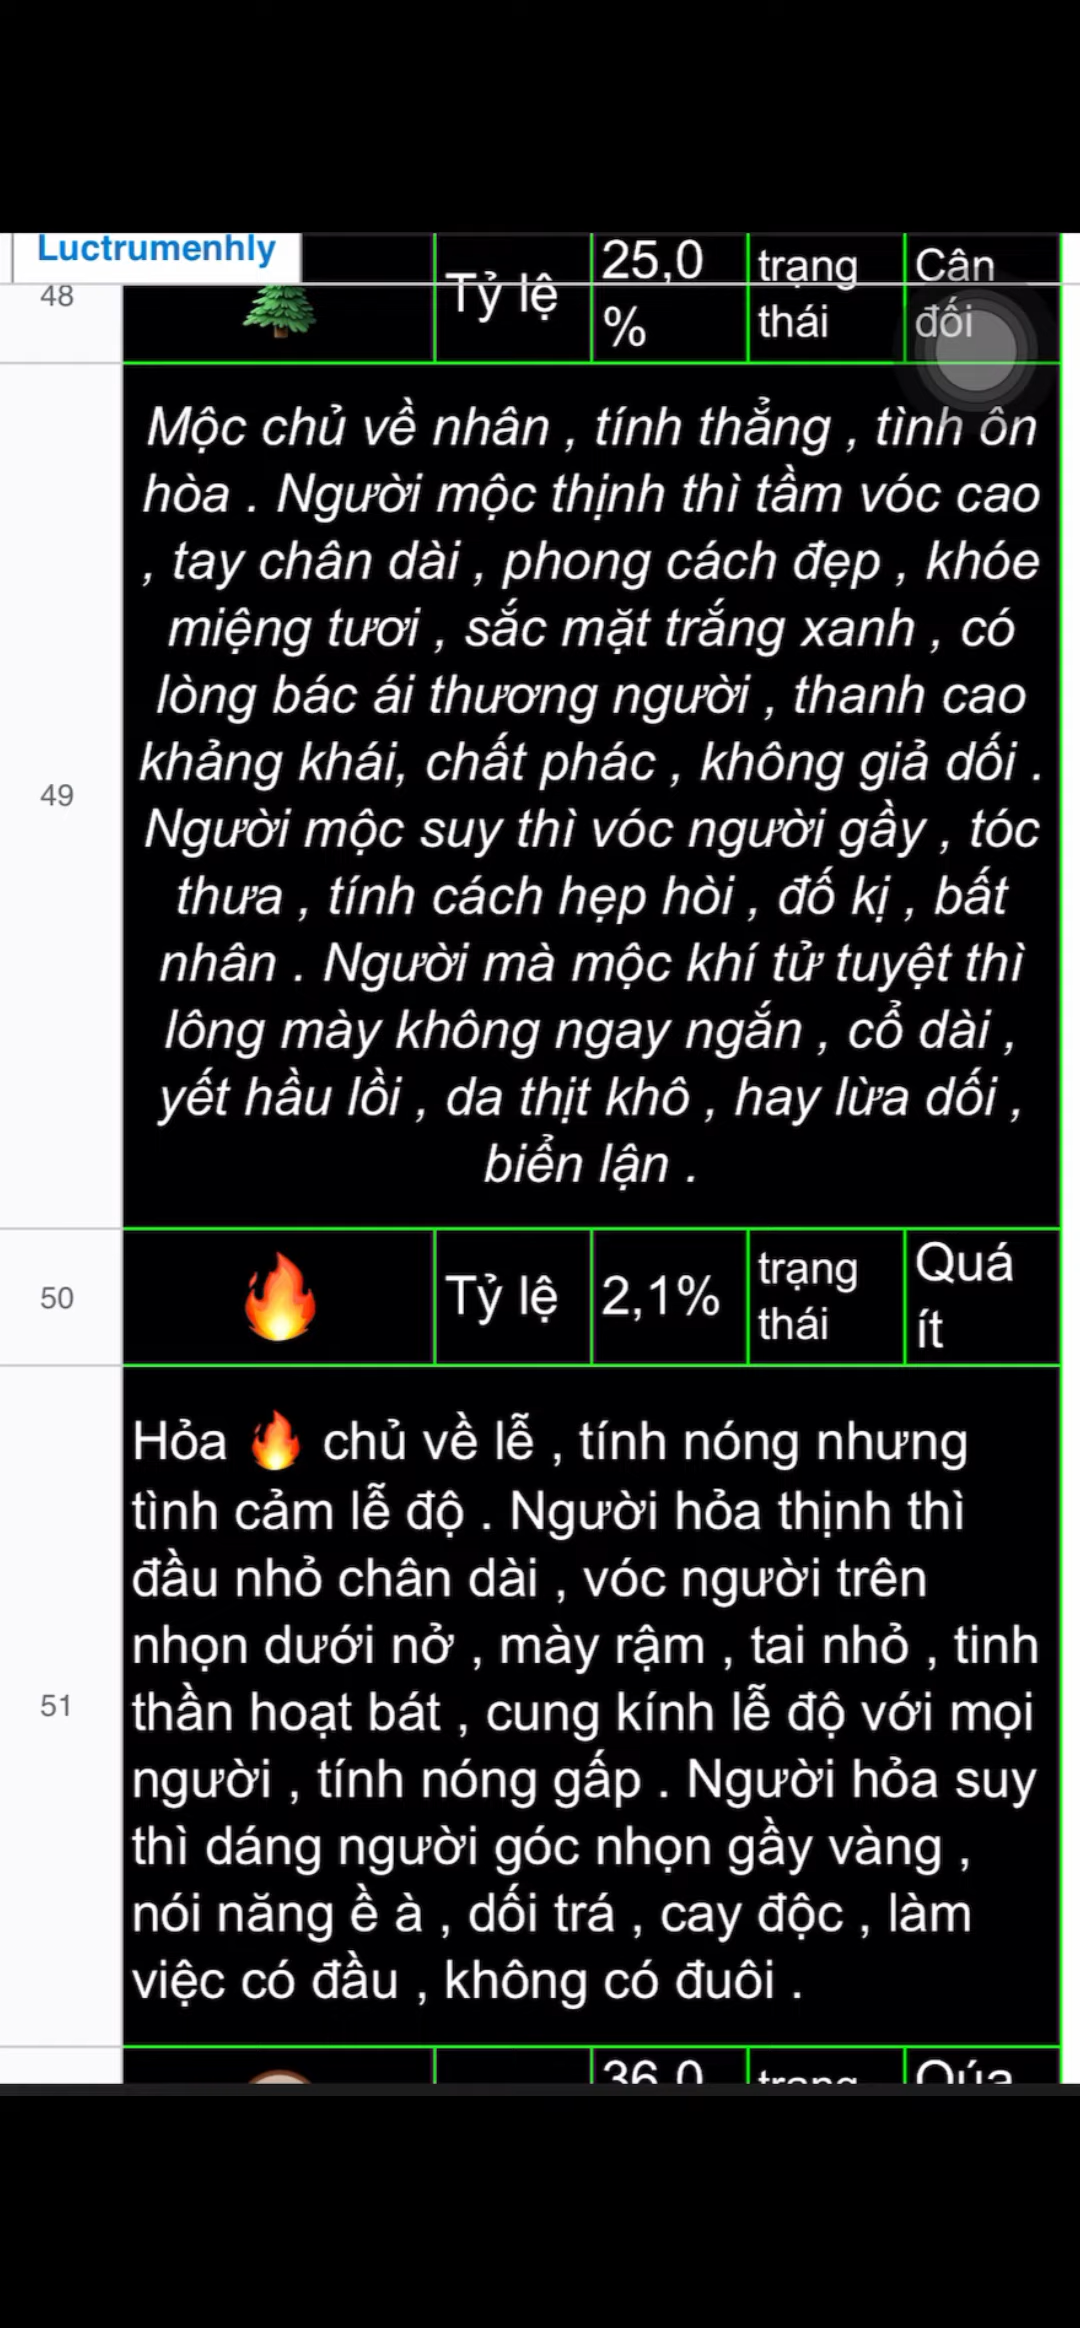 Luctrumenhly
48
Tỷ lệ
25,0
%
trạng
thái
Cân
đối
49
Mộc chủ về nhân , tính thẳng , tình ôn
hòa . Người mộc thịnh thì tầm vóc cao
, tay chân dài , phong cách đẹp , khóe
miệng tươi , sắc mặt trắng xanh , có
lòng bác ái thương người , thanh cao
khảng khái, chất phác , không giả dối .
Người mộc suy thì vóc người gầy , tóc
thưa , tính cách hẹp hòi , đố kị , bất
nhân . Người mà mộc khí tử tuyệt thì
lông mày không ngay ngắn , cổ dài ,
yết hầu lồi , da thịt khô , hay lừa dối ,
biển lận .
50
Tỷ lệ
2,1%
trạng
thái
Quá
ít
51
Hỏa 🔥 chủ về lễ , tính nóng nhưng
tình cảm lễ độ . Người hỏa thịnh thì
đầu nhỏ chân dài , vóc người trên
nhọn dưới nở , mày rậm , tai nhỏ , tinh
thần hoạt bát , cung kính lễ độ với mọi
người , tính nóng gấp . Người hỏa suy
thì dáng người góc nhọn gầy vàng ,
nói năng ề à , dối trá , cay độc , làm
việc có đầu , không có đuôi .
36,0
trạng
Qúa